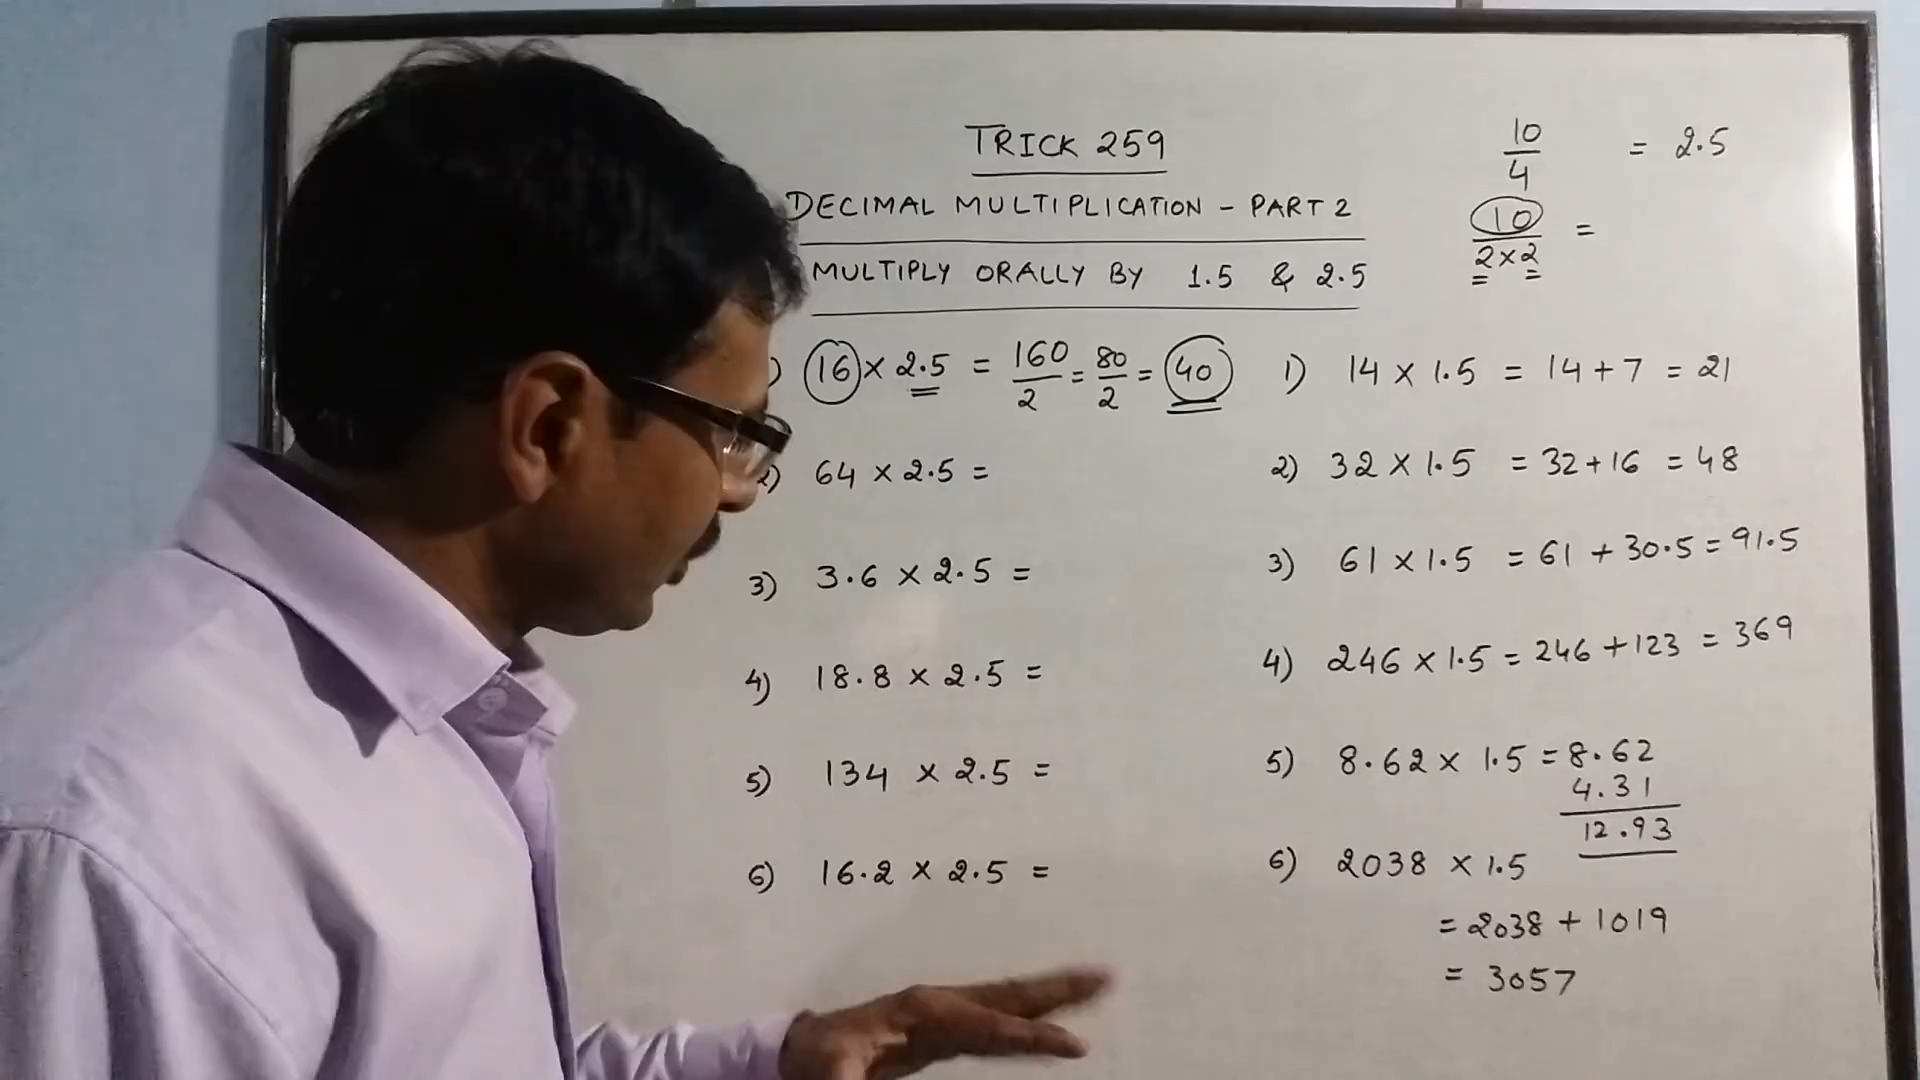 TRICK 259
DECIMAL MULTIPLICATION - PART 2
MULTIPLY ORALLY BY 1.5 & 2.5
10/4 = 2.5
10/2×2 =
) 16 × 2.5 = 160/2 = 80/2 = 40
2) 64 × 2.5 =
3) 3.6 × 2.5 =
4) 18.8 × 2.5 =
5) 134 × 2.5 =
6) 16.2 × 2.5 =
1) 14 × 1.5 = 14 + 7 = 21
2) 32 × 1.5 = 32 + 16 = 48
3) 61 × 1.5 = 61 + 30.5 = 91.5
4) 246 × 1.5 = 246 + 123 = 369
5) 8.62 × 1.5 = 8.62
4.31
12.93
6) 2038 × 1.5
= 2038 + 1019
= 3057